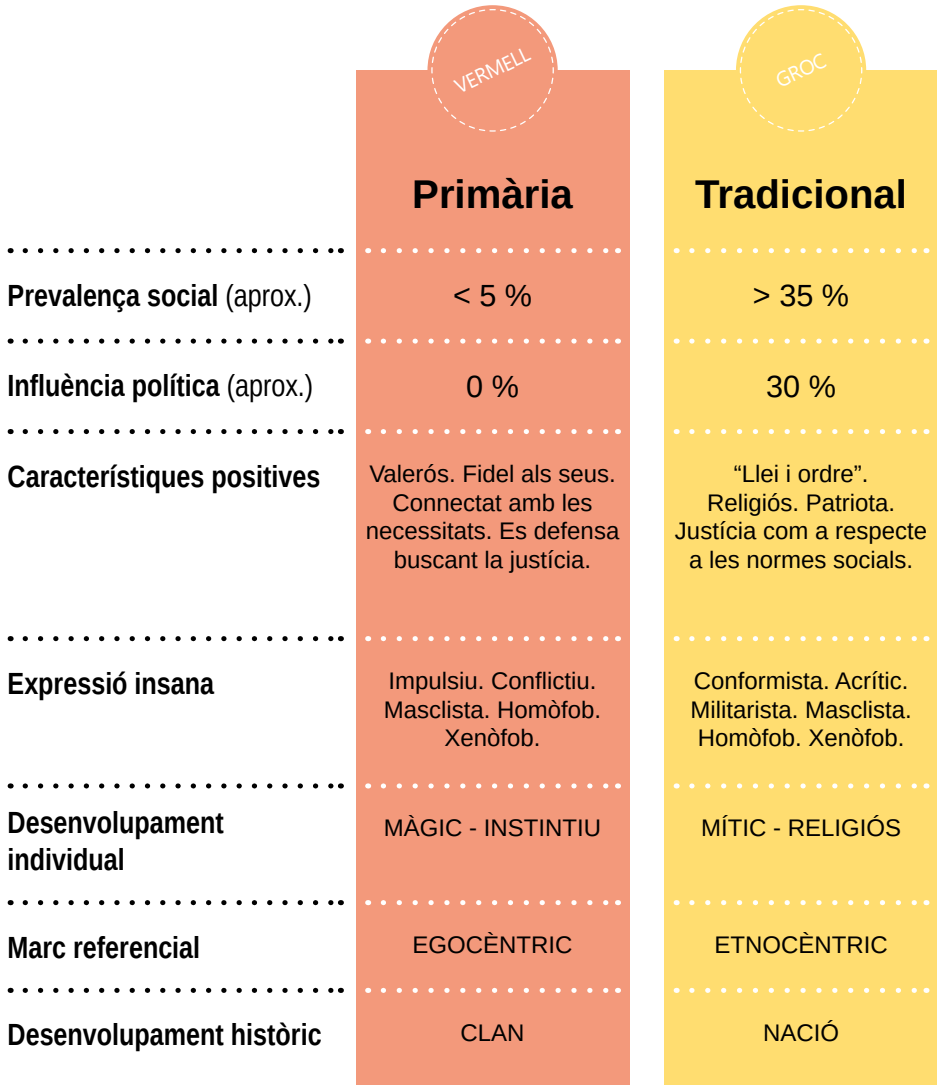 VERMELL
GROC
Primària
Tradicional
Prevalença social (aprox.)
< 5 %
> 35 %
Influència política (aprox.)
0 %
30 %
Característiques positives
Valerós. Fidel als seus.
Connectat amb les
necessitats. Es defensa
buscant la justícia.
“Llei i ordre”.
Religiós. Patriota.
Justícia com a respecte
a les normes socials.
Expressió insana
Impulsiu. Conflictiu.
Masclista. Homòfob.
Xenòfob.
Conformista. Acrític.
Militarista. Masclista.
Homòfob. Xenòfob.
Desenvolupament
individual
MÀGIC - INSTINTIU
MÍTIC - RELIGIÓS
Marc referencial
EGOCÈNTRIC
ETNOCÈNTRIC
Desenvolupament històric
CLAN
NACIÓ